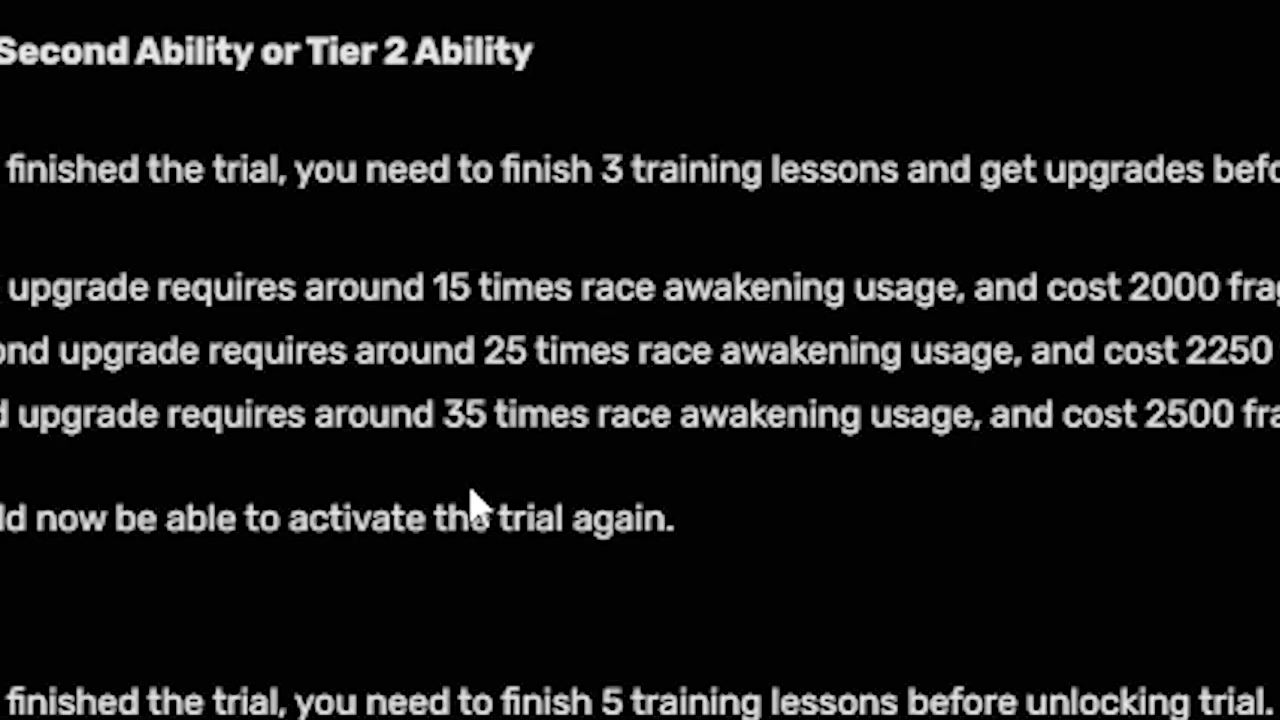 Second Ability or Tier 2 Ability
finished the trial, you need to finish 3 training lessons and get upgrades befo
upgrade requires around 15 times race awakening usage, and cost 2000 fra
ond upgrade requires around 25 times race awakening usage, and cost 2250
d upgrade requires around 35 times race awakening usage, and cost 2500 fra
ld now be able to activate the trial again.
finished the trial, you need to finish 5 training lessons before unlocking trial.